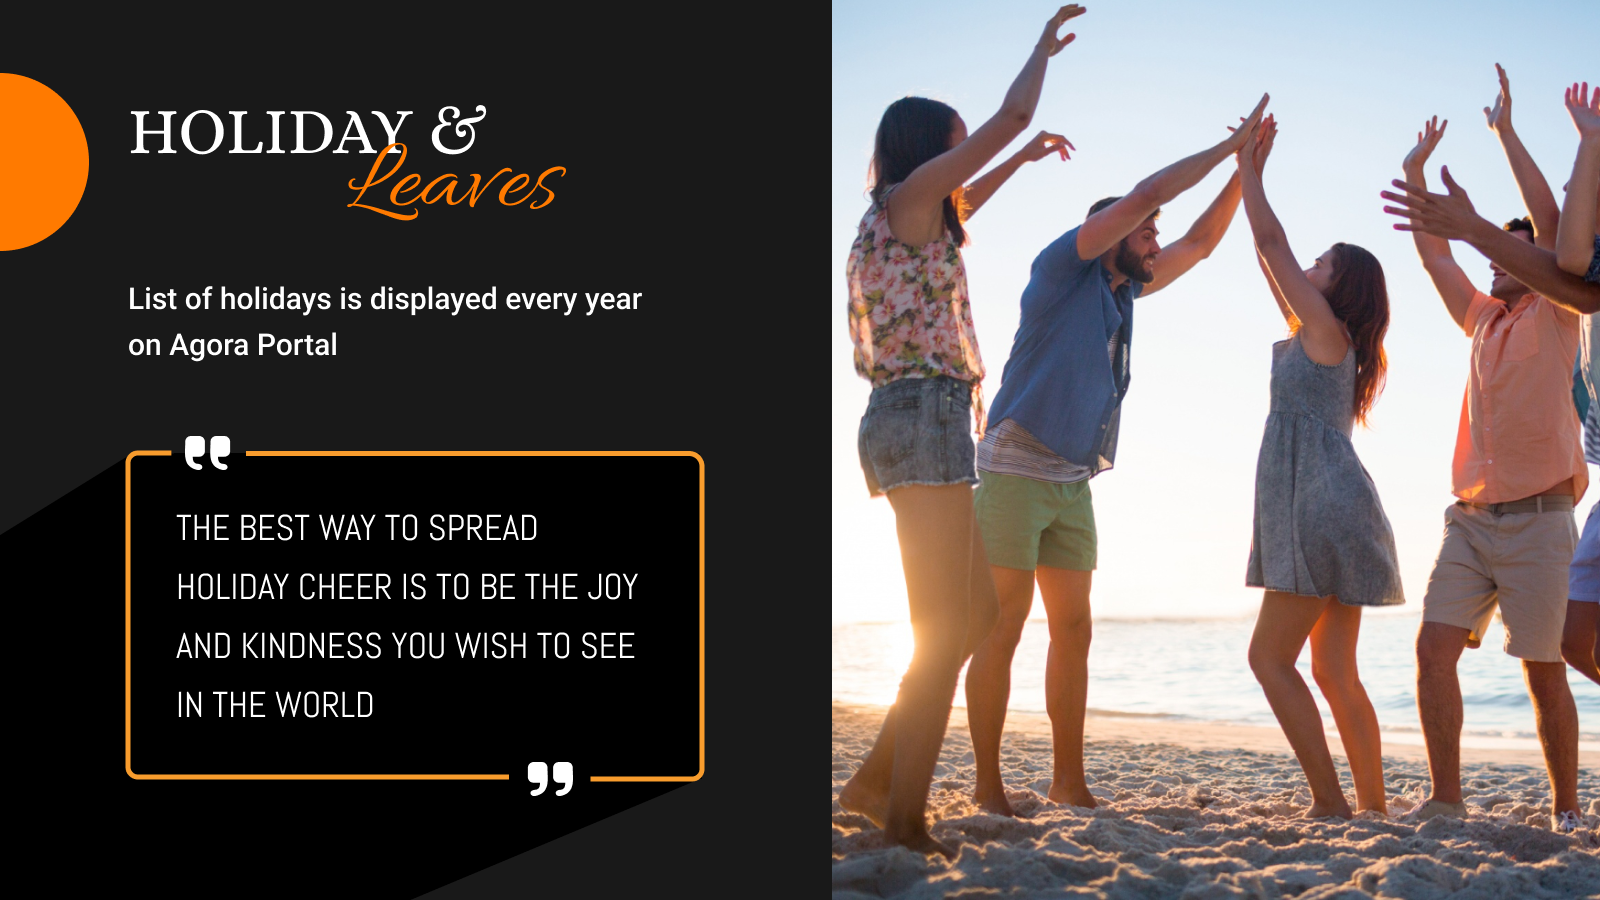 HOLIDAY &
Leaves
List of holidays is displayed every year
on Agora Portal
❝
THE BEST WAY TO SPREAD
HOLIDAY CHEER IS TO BE THE JOY
AND KINDNESS YOU WISH TO SEE
IN THE WORLD
❞